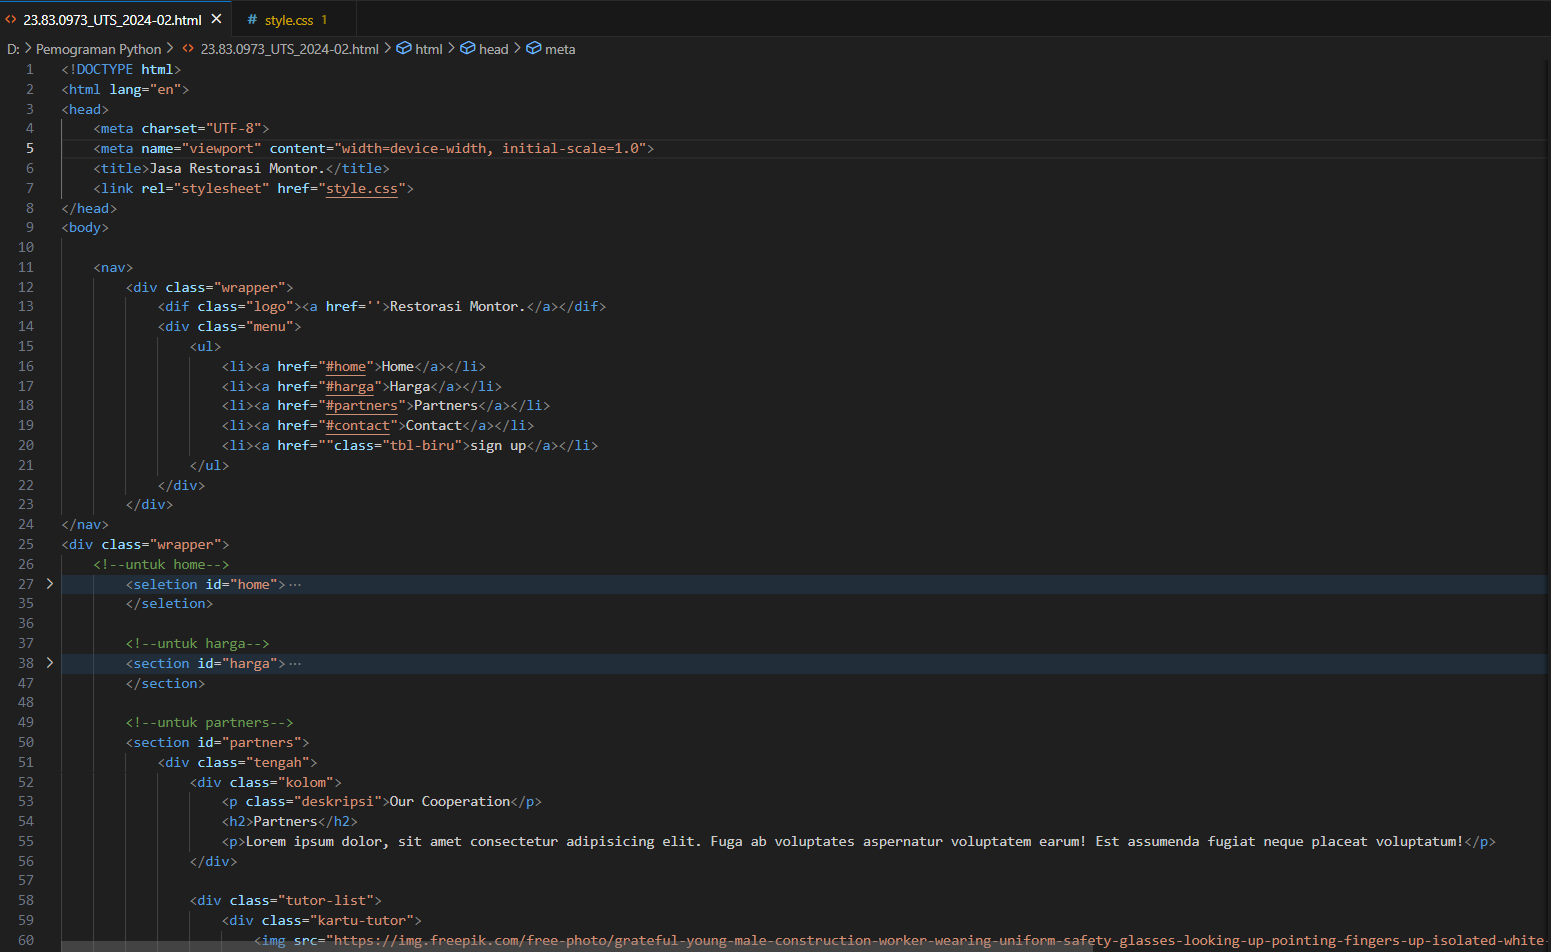 23.83.0973_UTS_2024-02.html
# style.css 1
D: > Pemograman Python > 23.83.0973_UTS_2024-02.html > html > head > meta
1 <!DOCTYPE html>
2 <html lang="en">
3 <head>
4 <meta charset="UTF-8">
5 <meta name="viewport" content="width=device-width, initial-scale=1.0">
6 <title>Jasa Restorasi Montor.</title>
7 <link rel="stylesheet" href="style.css">
8 </head>
9 <body>
10
11 <nav>
12 <div class="wrapper">
13 <dif class="logo"><a href=''>Restorasi Montor.</a></dif>
14 <div class="menu">
15 <ul>
16 <li><a href="#home">Home</a></li>
17 <li><a href="#harga">Harga</a></li>
18 <li><a href="#partners">Partners</a></li>
19 <li><a href="#contact">Contact</a></li>
20 <li><a href=""class="tbl-biru">sign up</a></li>
21 </ul>
22 </div>
23 </div>
24 </nav>
25 <div class="wrapper">
26 <!--untuk home-->
27 <seletion id="home">···
35 </seletion>
36
37 <!--untuk harga-->
38 <section id="harga">···
47 </section>
48
49 <!--untuk partners-->
50 <section id="partners">
51 <div class="tengah">
52 <div class="kolom">
53 <p class="deskripsi">Our Cooperation</p>
54 <h2>Partners</h2>
55 <p>Lorem ipsum dolor, sit amet consectetur adipisicing elit. Fuga ab voluptates aspernatur voluptatem earum! Est assumenda fugiat neque placeat voluptatum!</p>
56 </div>
57
58 <div class="tutor-list">
59 <div class="kartu-tutor">
60 <img src="https://img.freepik.com/free-photo/grateful-young-male-construction-worker-wearing-uniform-safety-glasses-looking-up-pointing-fingers-up-isolated-white